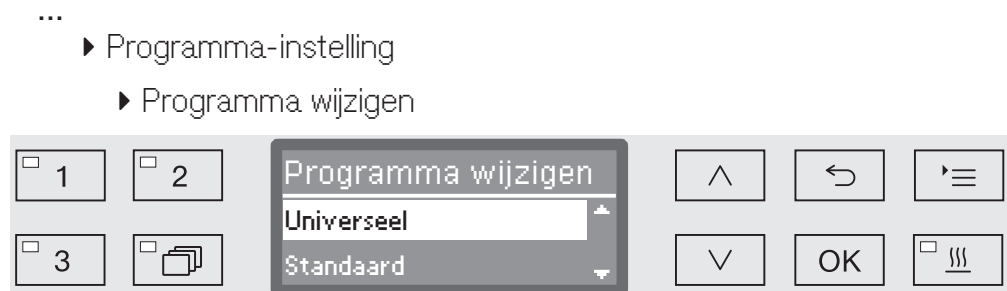 ...
▶ Programma-instelling
▶ Programma wijzigen
1 2 Programma wijzigen
Universeel
3 Standaard OK